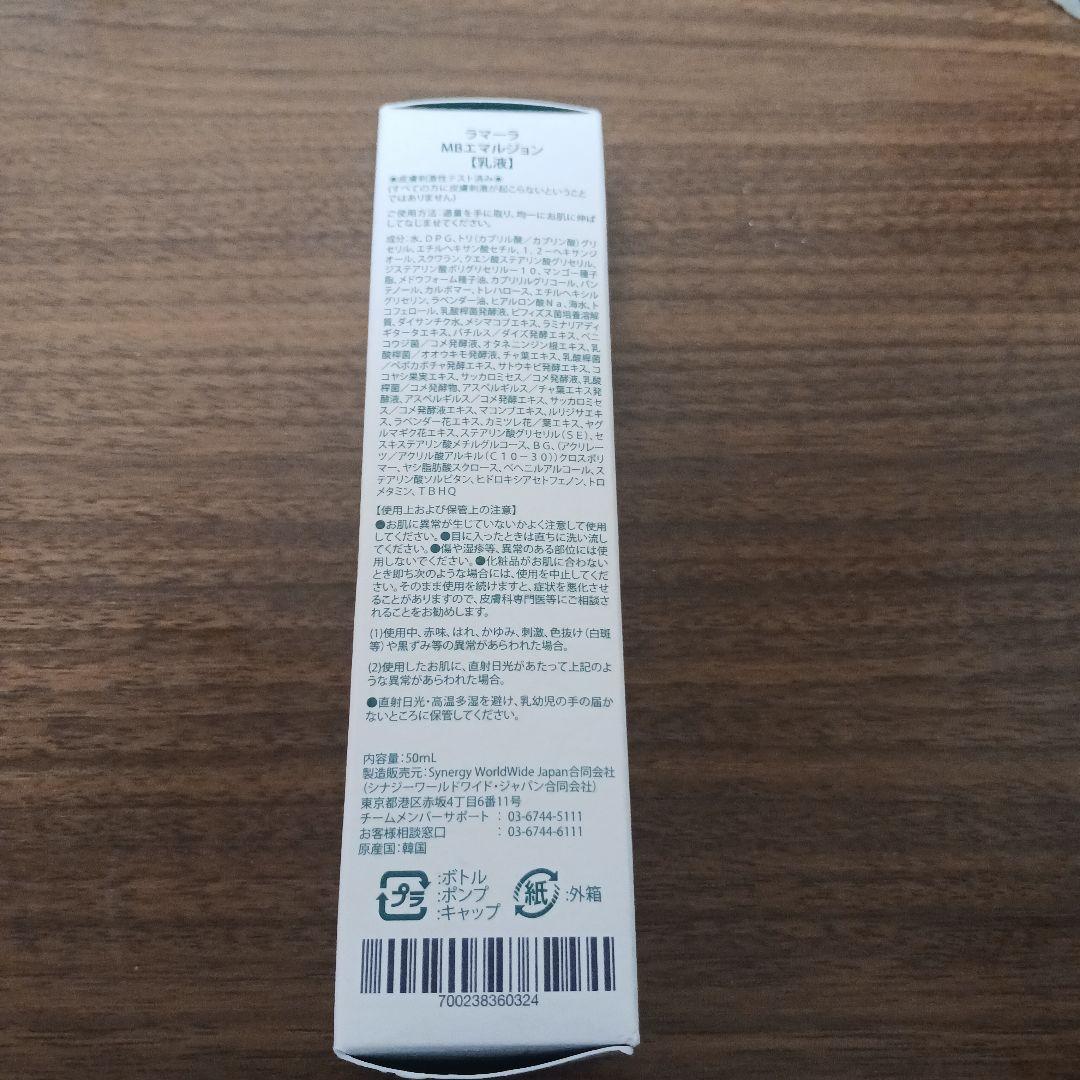 ラマーラ
MBエマルジョン
【乳液】
◉皮膚刺激性テスト済み◉
(すべての方に皮膚刺激が起こらないということ
ではありません)
ご使用方法:適量を手に取り、均一にお肌に伸ば
してなじませてください。
成分:水、DPG、トリ(カプリル酸/カプリン酸)グリ
セリル、エチルヘキサン酸セチル、1,2-ヘキサンジ
オール、スクワラン、クエン酸ステアリン酸グリセリル、
ジステアリン酸ポリグリセリル-10、マンゴー種子
脂、メドウフォーム種子油、カプリリルグリコール、パン
テノール、カルボマー、トレハロース、エチルヘキシル
グリセリン、ラベンダー油、ヒアルロン酸Na、海水、ト
コフェロール、乳酸桿菌発酵液、ビフィズス菌培養溶解
質、ダイサンチク水、メシマコブエキス、ラミナリアディ
ギタータエキス、バチルス/ダイズ発酵エキス、ベニ
コウジ菌/コメ発酵液、オタネニンジン根エキス、乳
酸桿菌/オオウキモ発酵液、チャ葉エキス、乳酸桿菌
/ペポカボチャ発酵エキス、サトウキビ発酵エキス、コ
コヤシ果実エキス、サッカロミセス/コメ発酵液、乳酸
桿菌/コメ発酵物、アスペルギルス/チャ葉エキス発
酵液、アスペルギルス/コメ発酵エキス、サッカロミセ
ス/コメ発酵液エキス、マコンブエキス、ルリジサエキ
ス、ラベンダー花エキス、カミツレ花/葉エキス、ヤグ
ルマギク花エキス、ステアリン酸グリセリル(SE)、セ
スキステアリン酸メチルグルコース、BG、(アクリレー
ツ/アクリル酸アルキル(C10-30))クロスポリ
マー、ヤシ脂肪酸スクロース、ベヘニルアルコール、ス
テアリン酸ソルビタン、ヒドロキシアセトフェノン、トロ
メタミン、TBHQ
【使用上および保管上の注意】
●お肌に異常が生じていないかよく注意して使用
してください。●目に入ったときは直ちに洗い流し
てください。●傷や湿疹等、異常のある部位には使
用しないでください。●化粧品がお肌に合わない
とき即ち次のような場合には、使用を中止してくだ
さい。そのまま使用を続けますと、症状を悪化させ
ることがありますので、皮膚科専門医等にご相談さ
れることをお勧めします。
(1)使用中、赤味、はれ、かゆみ、刺激、色抜け(白斑
等)や黒ずみ等の異常があらわれた場合。
(2)使用したお肌に、直射日光があたって上記のよ
うな異常があらわれた場合。
●直射日光・高温多湿を避け、乳幼児の手の届か
ないところに保管してください。
内容量:50mL
製造販売元:Synergy WorldWide Japan合同会社
(シナジーワールドワイド・ジャパン合同会社)
東京都港区赤坂4丁目6番11号
チームメンバーサポート : 03-6744-5111
お客様相談窓口 : 03-6744-6111
原産国:韓国
プラ :ボトル
:ポンプ
:キャップ
紙 :外箱
700238360324